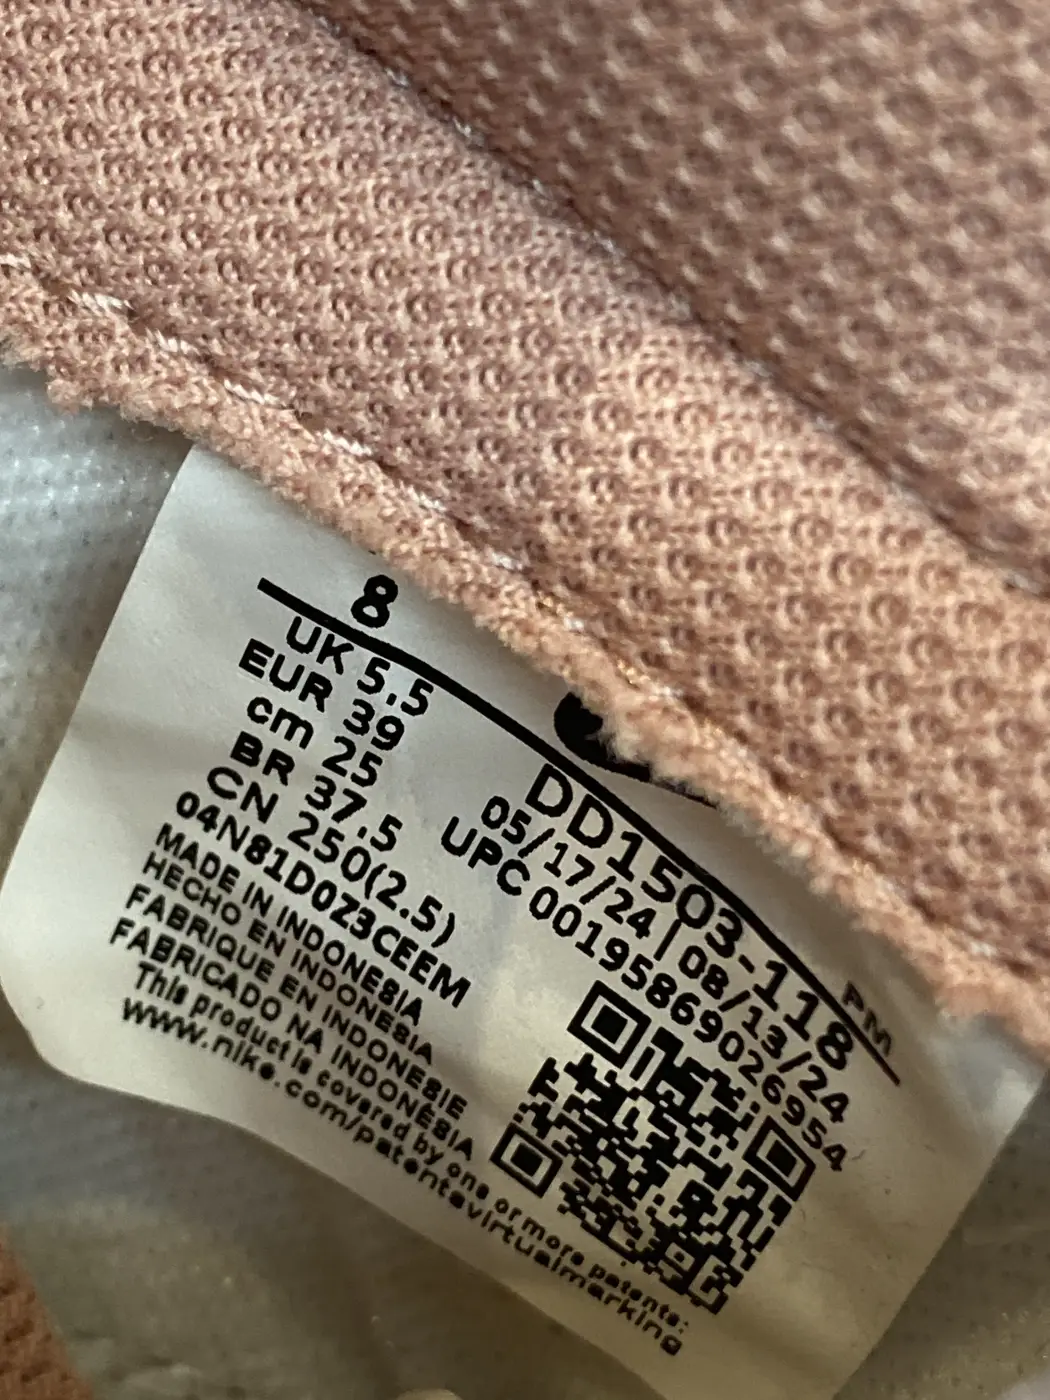 8
UK 5.5
EUR 39
cm 25
BR 37.5
CN 250(2.5)
04N81D0Z3CEEM
MADE IN INDONESIA
HECHO EN INDONESIA
FABRIQUE EN INDONESIE
FABRICADO NA INDONÉSIA
This product is covered by one or more patents:
www.nike.com/patentsvirtualmarking
DD1503-118
05/17/24 | 08/13/24
UPC 00195869026954
PM